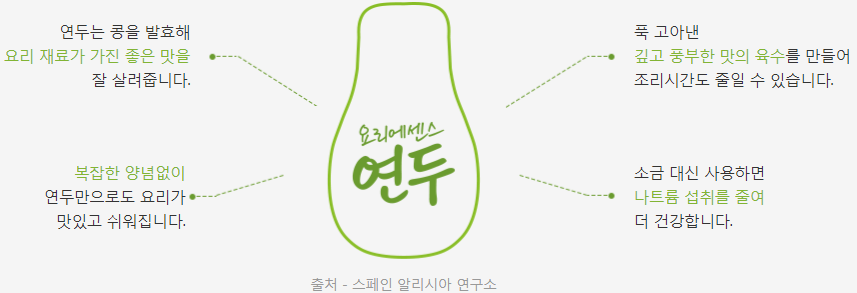 연두는 콩을 발효해
요리 재료가 가진 좋은 맛을
잘 살려줍니다.
푹 고아낸
깊고 풍부한 맛의 육수를 만들어
조리시간도 줄일 수 있습니다.
요리에센스
연두
복잡한 양념없이
연두만으로도 요리가
맛있고 쉬워집니다.
소금 대신 사용하면
나트륨 섭취를 줄여
더 건강합니다.
출처 - 스페인 알리시아 연구소